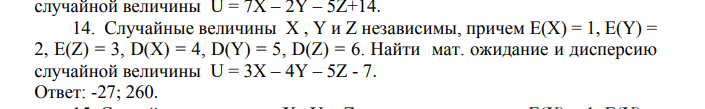 случайной величины U = 7X – 2Y – 5Z+14.
14. Случайные величины X , Y и Z независимы, причем E(X) = 1, E(Y) =
2, E(Z) = 3, D(X) = 4, D(Y) = 5, D(Z) = 6. Найти мат. ожидание и дисперсию
случайной величины U = 3X – 4Y – 5Z - 7.
Ответ: -27; 260.